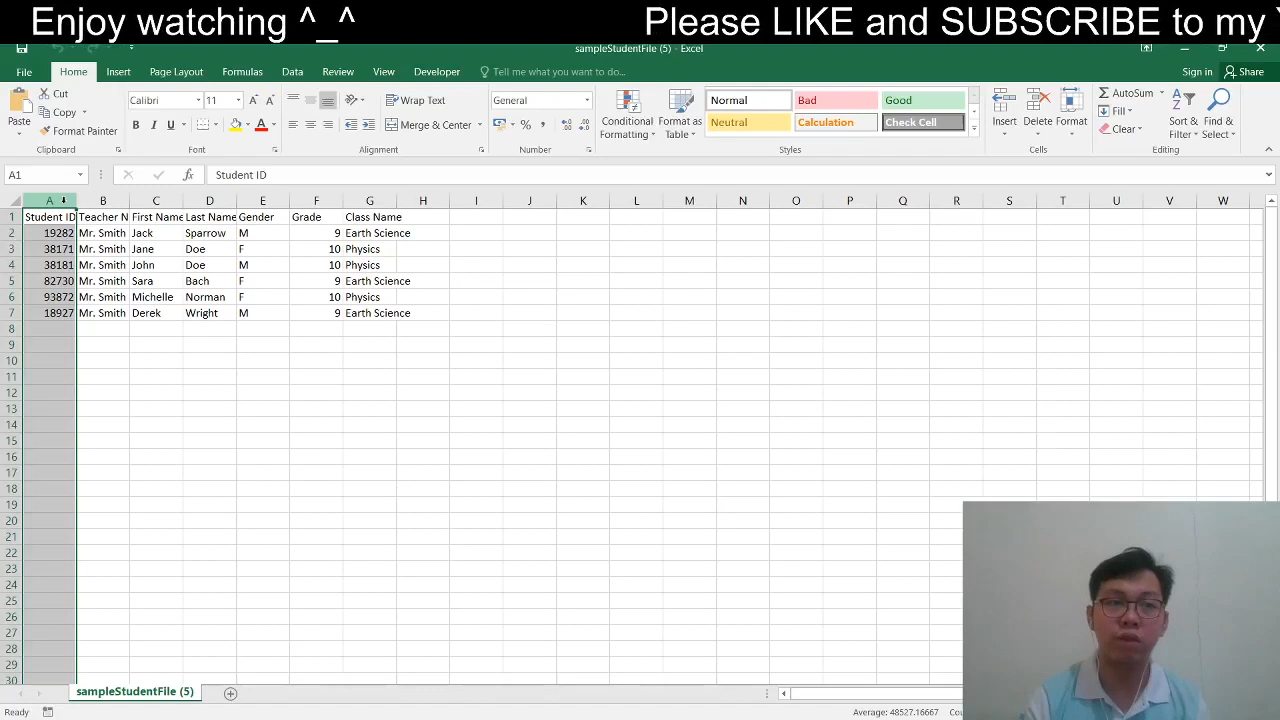 Enjoy watching ^_^ Please LIKE and SUBSCRIBE to my
sampleStudentFile (5) - Excel
File Home Insert Page Layout Formulas Data Review View Developer Tell me what you want to do... Sign in Share
Paste Cut Copy Format Painter Clipboard
Calibri 11 B I U A Font
Wrap Text Merge & Center Alignment
General % , Number
Conditional Formatting Format as Table
Normal Bad Good
Neutral Calculation Check Cell
Styles
Insert Delete Format Cells
AutoSum Fill Clear Sort & Filter Find & Select Editing
A1 fx Student ID
A B C D E F G H I J K L M N O P Q R S T U V W
1 Student ID Teacher N First Name Last Name Gender Grade Class Name
2 19282 Mr. Smith Jack Sparrow M 9 Earth Science
3 38171 Mr. Smith Jane Doe F 10 Physics
4 38181 Mr. Smith John Doe M 10 Physics
5 82730 Mr. Smith Sara Bach F 9 Earth Science
6 93872 Mr. Smith Michelle Norman F 10 Physics
7 18927 Mr. Smith Derek Wright M 9 Earth Science
8
9
10
11
12
13
14
15
16
17
18
19
20
21
22
23
24
25
26
27
28
29
30
sampleStudentFile (5)
Ready Average: 48527.16667